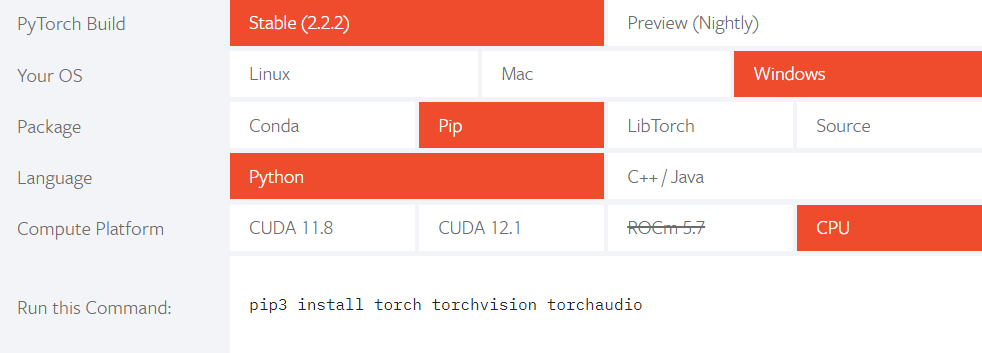 PyTorch Build Stable (2.2.2) Preview (Nightly)
Your OS Linux Mac Windows
Package Conda Pip LibTorch Source
Language Python C++ / Java
Compute Platform CUDA 11.8 CUDA 12.1 ROCm 5.7 CPU
Run this Command: pip3 install torch torchvision torchaudio